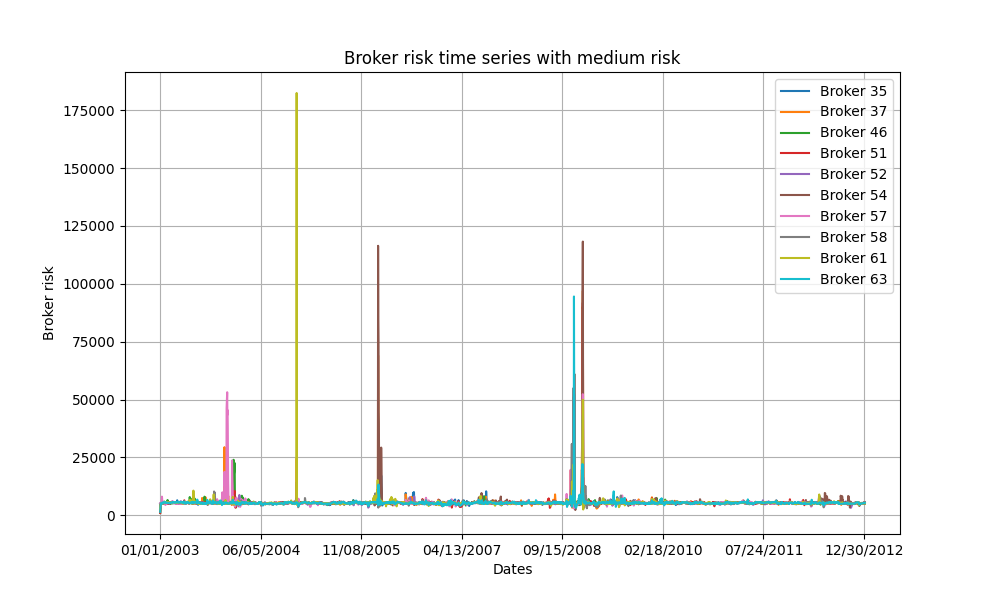 Broker risk time series with medium risk
175000
150000
125000
100000
75000
50000
25000
0
Broker risk
Broker 35
Broker 37
Broker 46
Broker 51
Broker 52
Broker 54
Broker 57
Broker 58
Broker 61
Broker 63
01/01/2003 06/05/2004 11/08/2005 04/13/2007 09/15/2008 02/18/2010 07/24/2011 12/30/2012
Dates